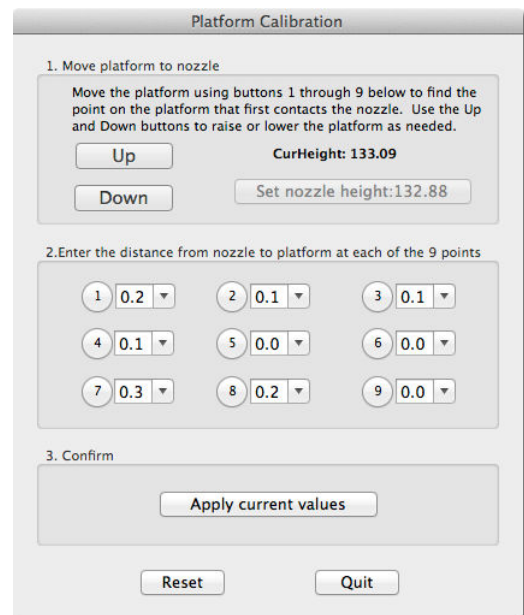 Platform Calibration
1. Move platform to nozzle
Move the platform using buttons 1 through 9 below to find the
point on the platform that first contacts the nozzle.  Use the Up
and Down buttons to raise or lower the platform as needed.
Up
CurHeight: 133.09
Down
Set nozzle height:132.88
2.Enter the distance from nozzle to platform at each of the 9 points
1 0.2 2 0.1 3 0.1
4 0.1 5 0.0 6 0.0
7 0.3 8 0.2 9 0.0
3. Confirm
Apply current values
Reset Quit